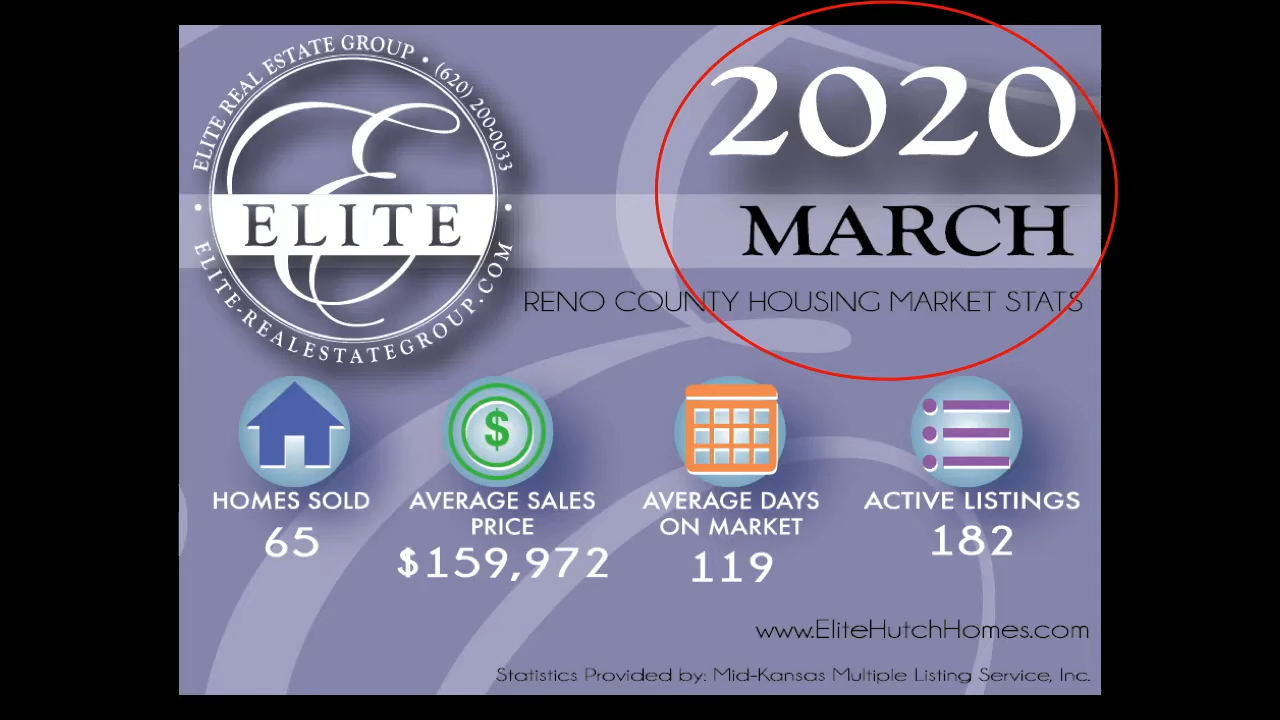 ELITE REAL ESTATE GROUP • (620) 200-0033
ELITE
ELITE-REALESTATEGROUP.COM
2020
MARCH
RENO COUNTY HOUSING MARKET STATS
HOMES SOLD
65
AVERAGE SALES
PRICE
$159,972
AVERAGE DAYS
ON MARKET
119
ACTIVE LISTINGS
182
www.EliteHutchHomes.com
Statistics Provided by: Mid-Kansas Multiple Listing Service, Inc.